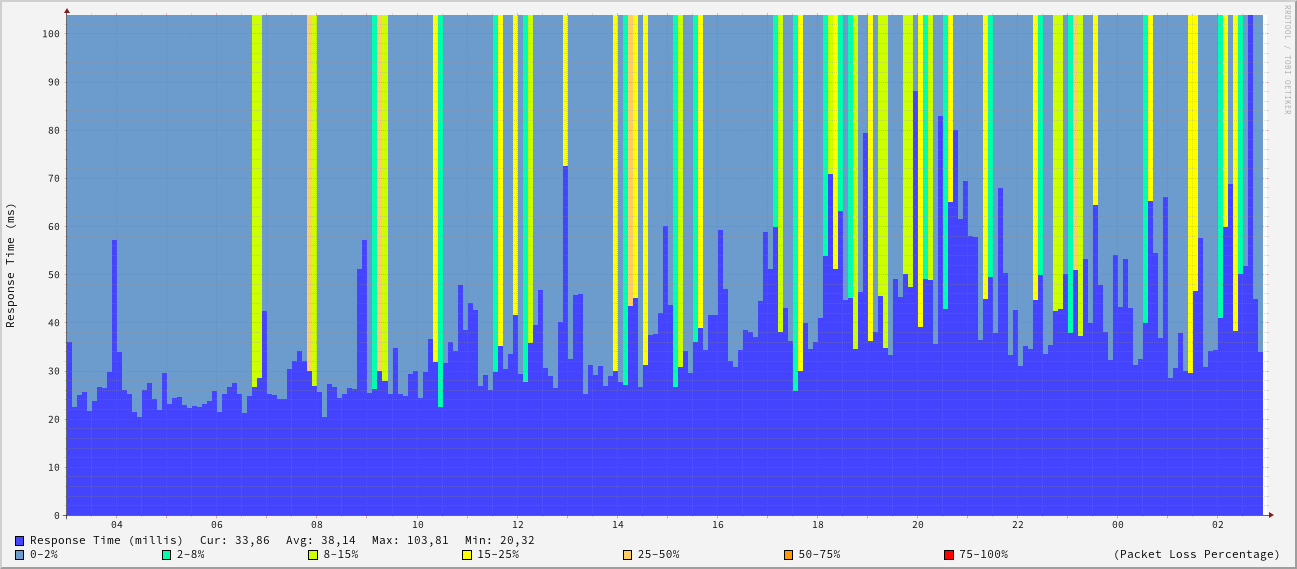 RRDTOOL / TOBI OETIKER
Response Time (ms)
100
90
80
70
60
50
40
30
20
10
0
04 06 08 10 12 14 16 18 20 22 00 02
Response Time (millis) Cur: 33,86 Avg: 38,14 Max: 103,81 Min: 20,32
0-2% 2-8% 8-15% 15-25% 25-50% 50-75% 75-100% (Packet Loss Percentage)